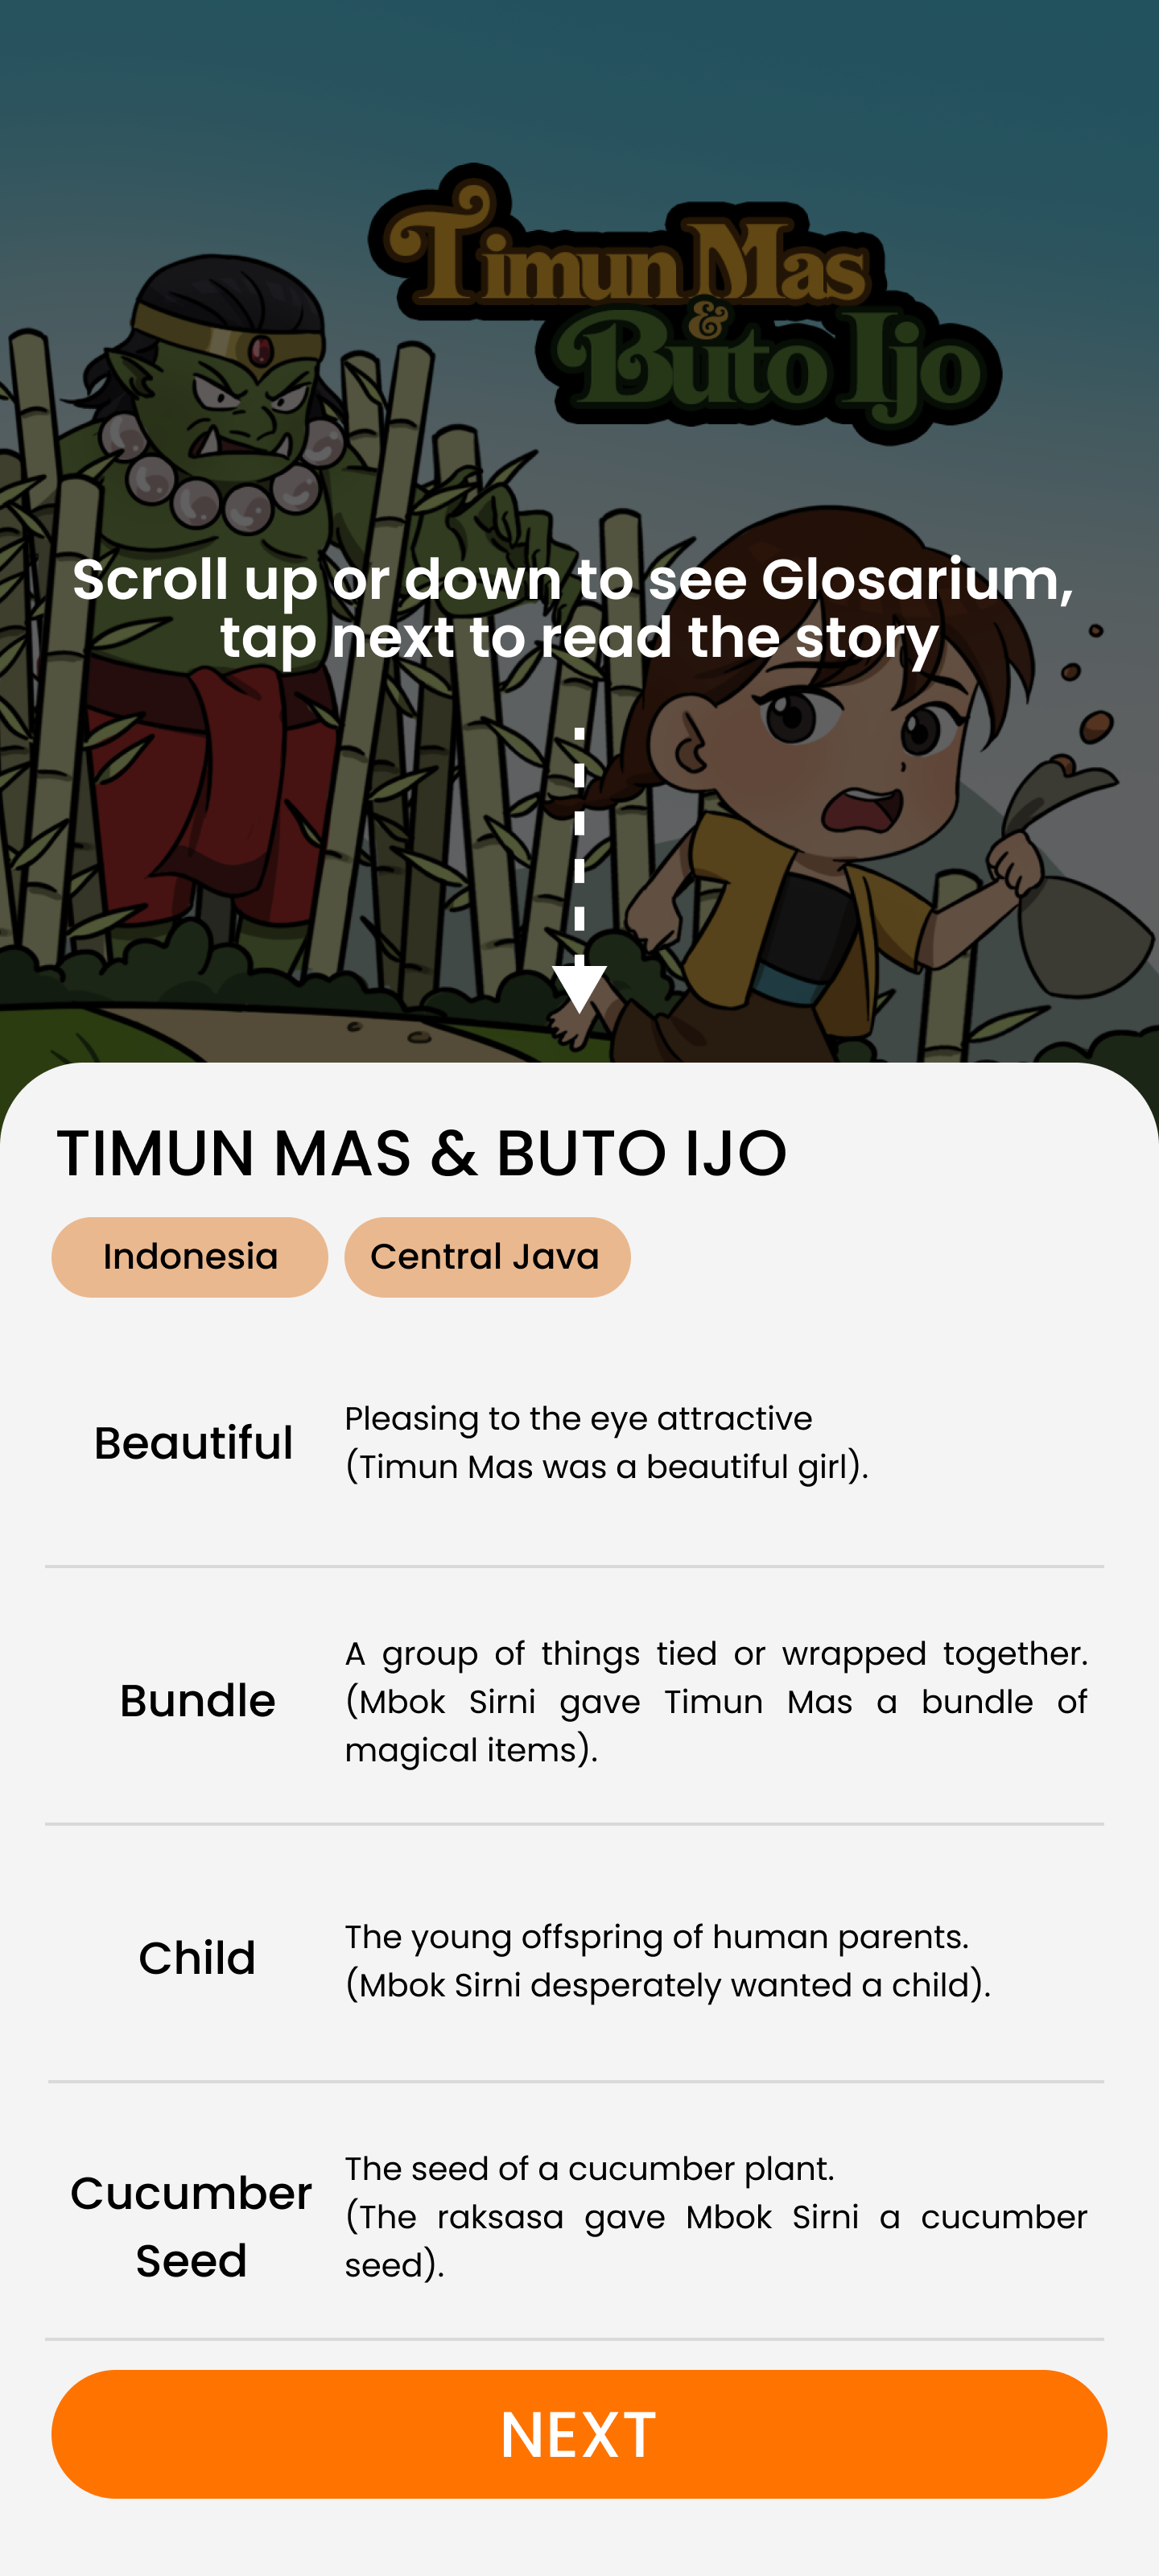 Timun Mas
&
Buto Ijo
Scroll up or down to see Glosarium,
tap next to read the story
TIMUN MAS & BUTO IJO
Indonesia
Central Java
Beautiful
Pleasing to the eye attractive
(Timun Mas was a beautiful girl).
Bundle
A group of things tied or wrapped together.
(Mbok Sirni gave Timun Mas a bundle of
magical items).
Child
The young offspring of human parents.
(Mbok Sirni desperately wanted a child).
Cucumber
Seed
The seed of a cucumber plant.
(The raksasa gave Mbok Sirni a cucumber
seed).
NEXT